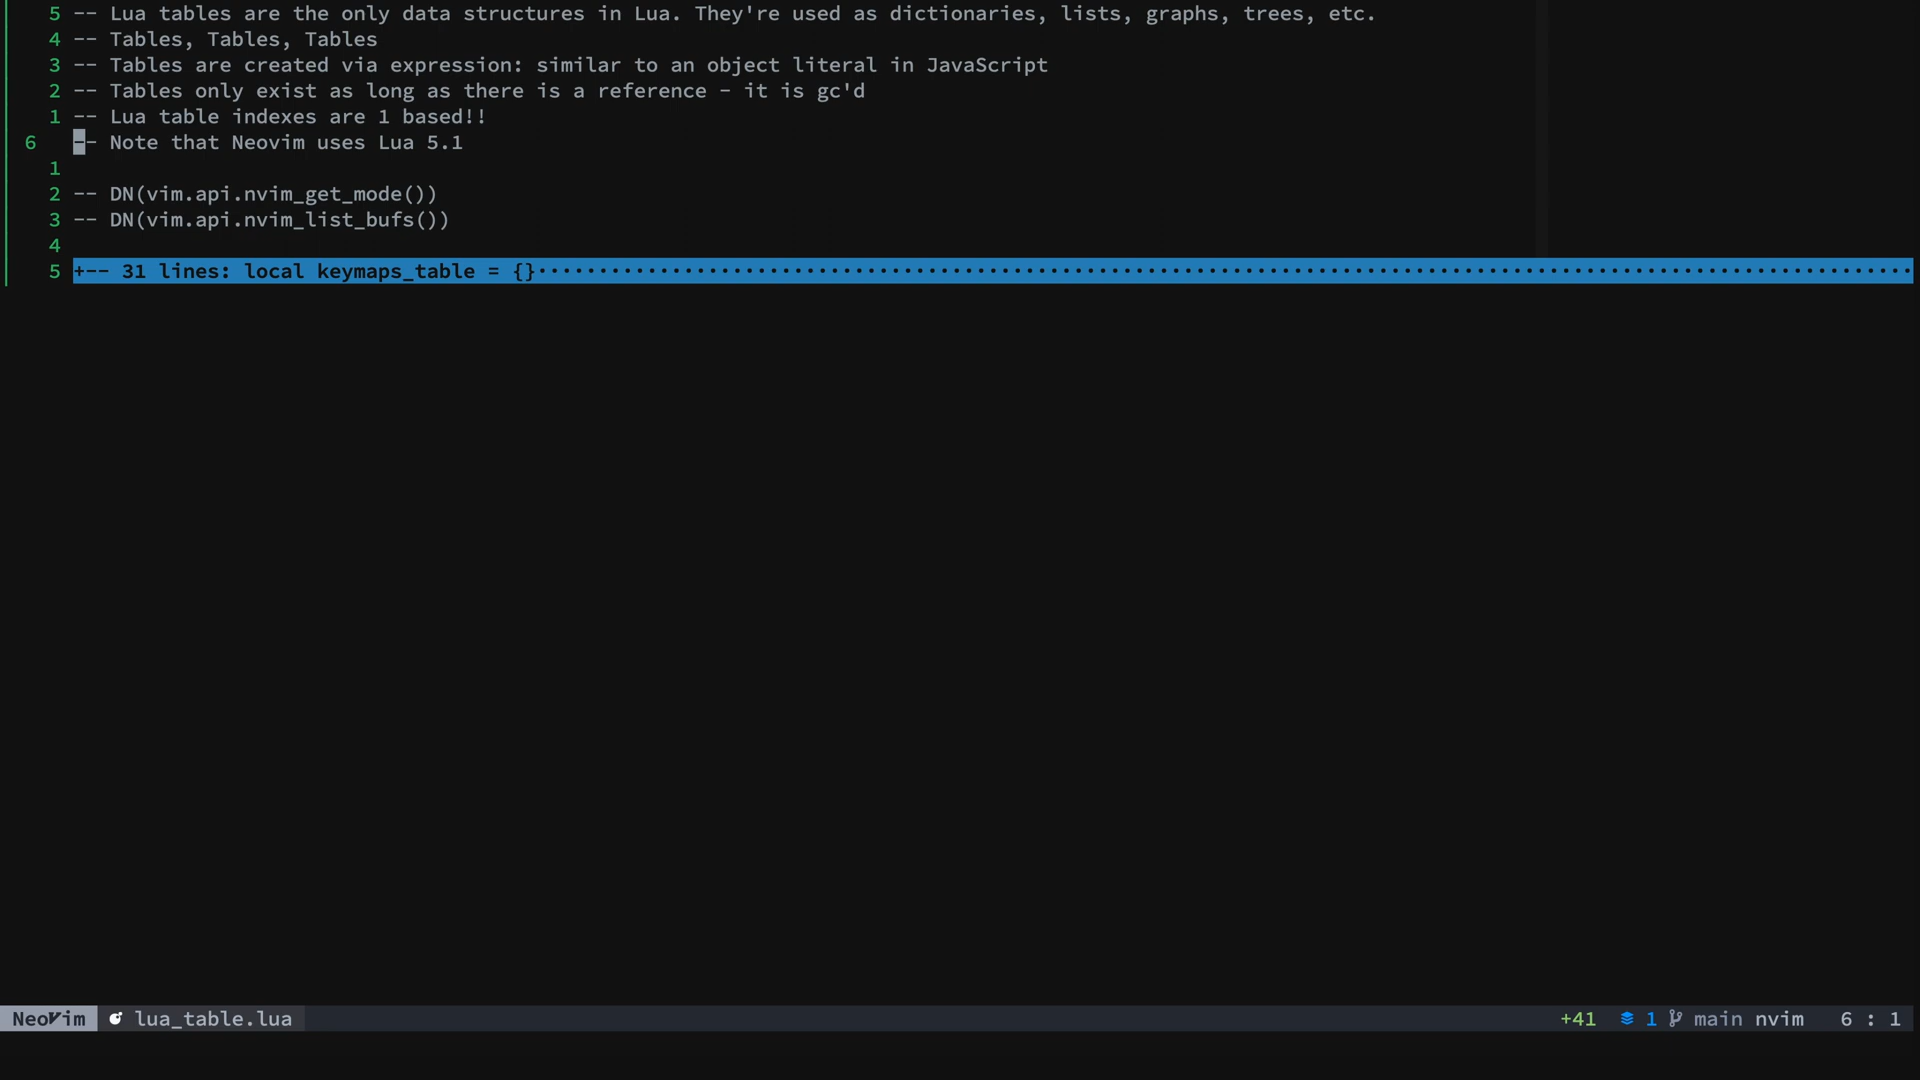 5 -- Lua tables are the only data structures in Lua. They're used as dictionaries, lists, graphs, trees, etc.
4 -- Tables, Tables, Tables
3 -- Tables are created via expression: similar to an object literal in JavaScript
2 -- Tables only exist as long as there is a reference - it is gc'd
1 -- Lua table indexes are 1 based!!
6 -- Note that Neovim uses Lua 5.1
1
2 -- DN(vim.api.nvim_get_mode())
3 -- DN(vim.api.nvim_list_bufs())
4
5 +-- 31 lines: local keymaps_table = {}·················································································································
NeoVim lua_table.lua +41 1 main nvim 6 : 1